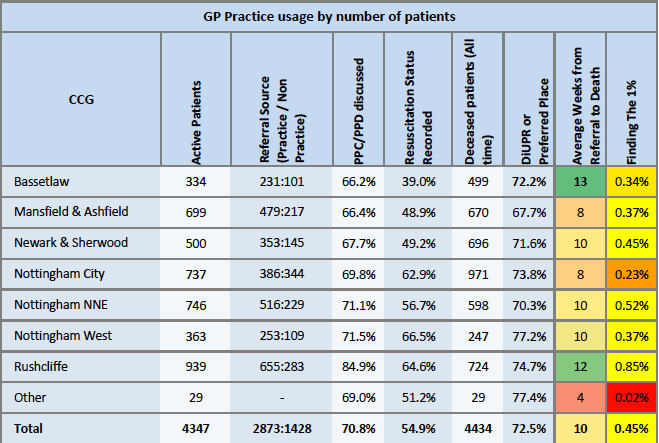 GP Practice usage by number of patients
CCG
Active Patients
Referral Source
(Practice / Non
Practice)
PPC/PPD discussed
Resuscitation Status
Recorded
Deceased patients (All
time)
DiUPR or
Preferred Place
Average Weeks from
Referral to Death
Finding The 1%
Bassetlaw 334 231:101 66.2% 39.0% 499 72.2% 13 0.34%
Mansfield & Ashfield 699 479:217 66.4% 48.9% 670 67.7% 8 0.37%
Newark & Sherwood 500 353:145 67.7% 49.2% 696 71.6% 10 0.45%
Nottingham City 737 386:344 69.8% 62.9% 971 73.8% 8 0.23%
Nottingham NNE 746 516:229 71.1% 56.7% 598 70.3% 10 0.52%
Nottingham West 363 253:109 71.5% 66.5% 247 77.2% 10 0.37%
Rushcliffe 939 655:283 84.9% 64.6% 724 74.7% 12 0.85%
Other 29 - 69.0% 51.2% 29 77.4% 4 0.02%
Total 4347 2873:1428 70.8% 54.9% 4434 72.5% 10 0.45%